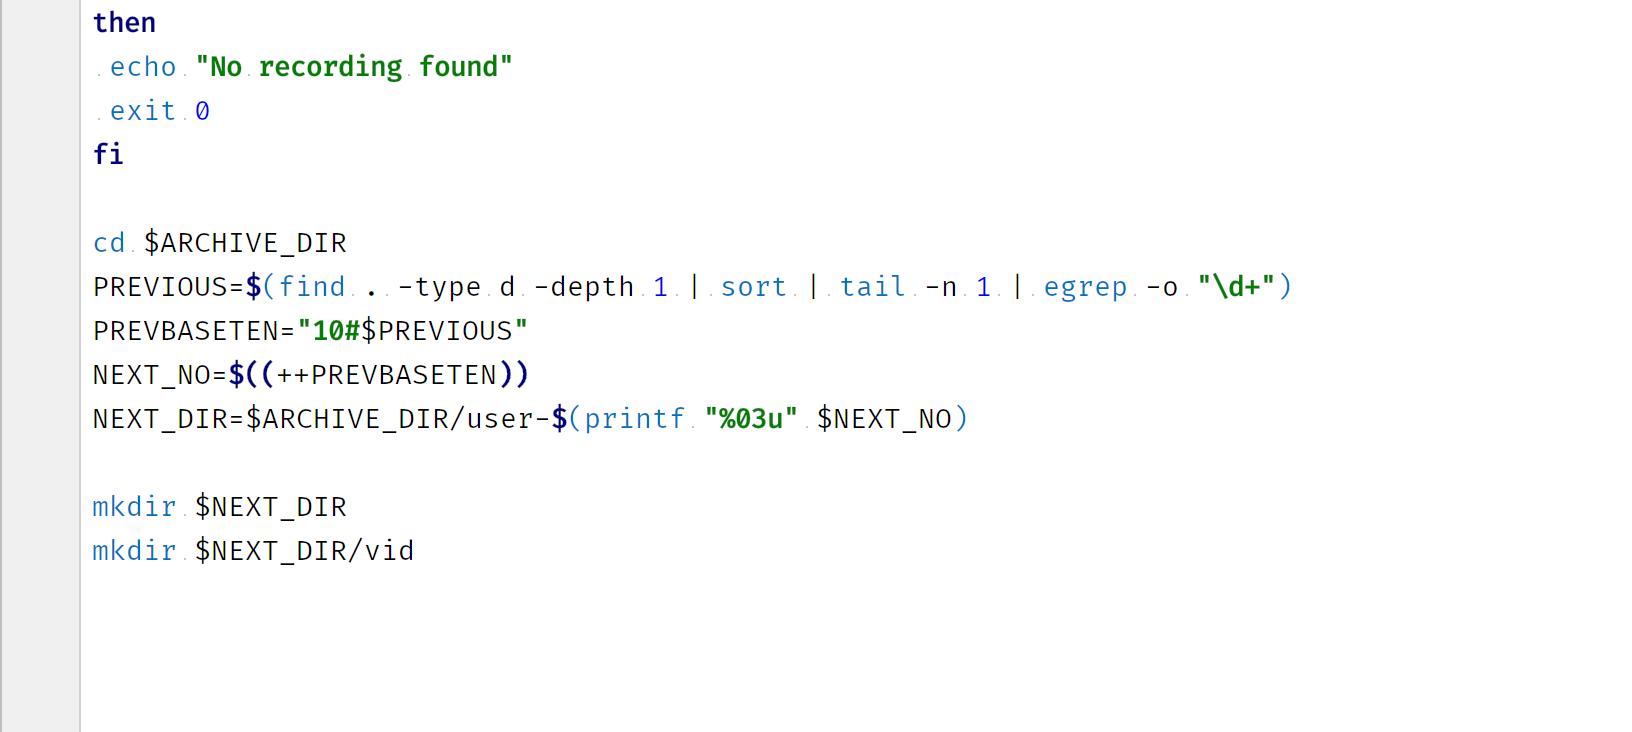 then
 echo "No recording found"
 exit 0
fi

cd $ARCHIVE_DIR
PREVIOUS=$(find . -type d -depth 1 | sort | tail -n 1 | egrep -o "\d+")
PREVBASETEN="10#$PREVIOUS"
NEXT_NO=$((++PREVBASETEN))
NEXT_DIR=$ARCHIVE_DIR/user-$(printf "%03u" $NEXT_NO)

mkdir $NEXT_DIR
mkdir $NEXT_DIR/vid